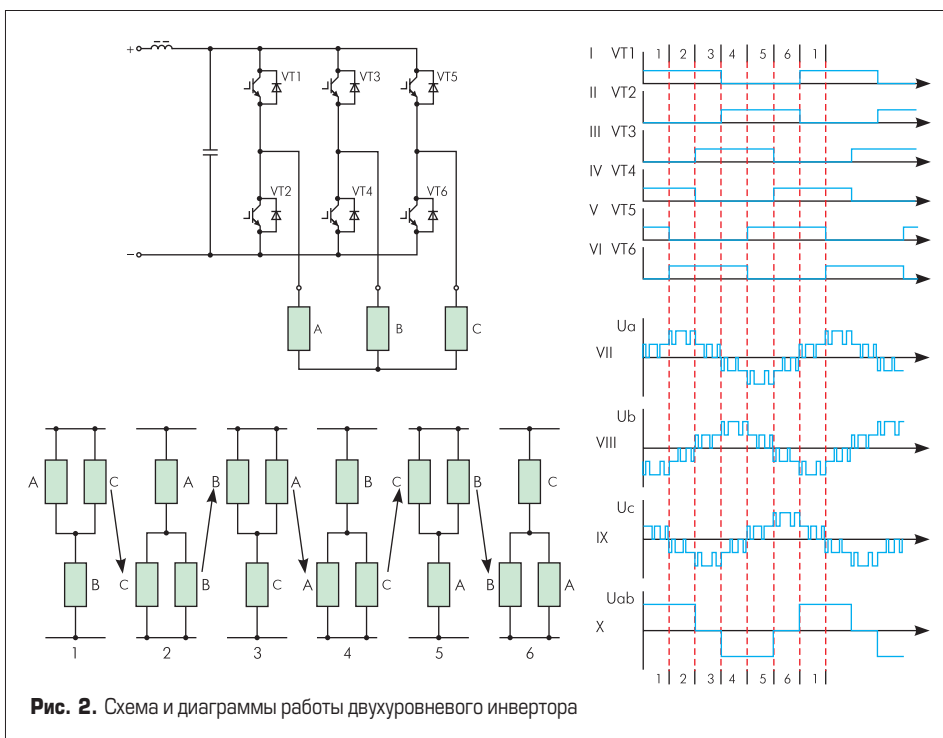 +
VT1
VT3
VT5
VT2
VT4
VT6
−
A
B
C
I VT1
1 2 3 4 5 6 1
II VT2
III VT3
IV VT4
V VT5
VI VT6
Ua
VII
Ub
VIII
Uc
IX
Uab
X
1 2 3 4 5 6 1
A C B
1
A C B
2
B A C
3
B A C
4
C B A
5
C B A
6
Рис. 2. Схема и диаграммы работы двухуровневого инвертора